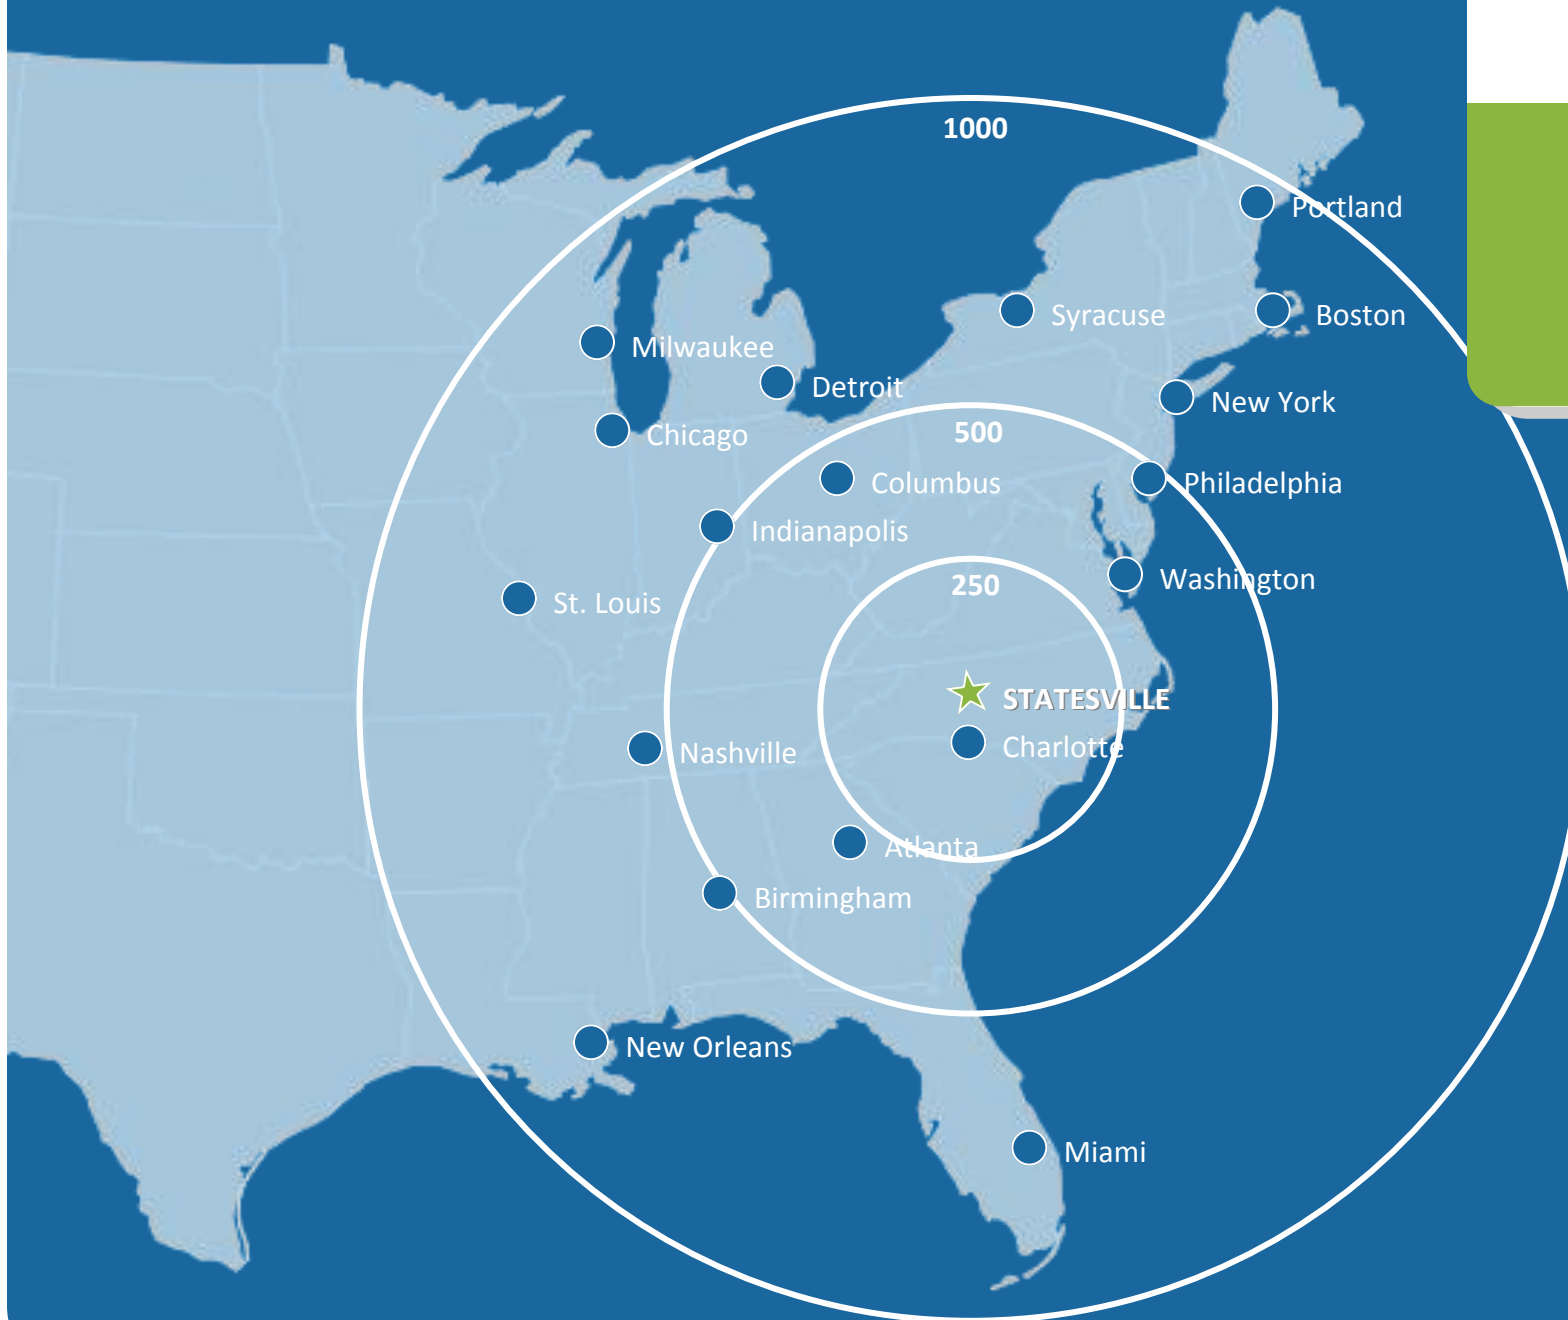 1000
Portland
Syracuse
Boston
Milwaukee
Detroit
New York
Chicago
500
Columbus
Philadelphia
Indianapolis
Washington
250
St. Louis
STATESVILLE
Charlotte
Nashville
Atlanta
Birmingham
New Orleans
Miami